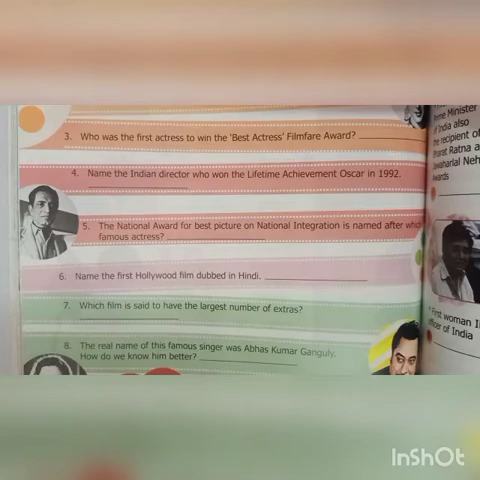 3. Who was the first actress to win the 'Best Actress' Filmfare Award?
4. Name the Indian director who won the Lifetime Achievement Oscar in 1992.
5. The National Award for best picture on National Integration is named after which
famous actress?
6. Name the first Hollywood film dubbed in Hindi.
7. Which film is said to have the largest number of extras?
8. The real name of this famous singer was Abhas Kumar Ganguly.
How do we know him better?
Minister
of India also
the recipient of
Bharat Ratna a
Jawaharlal Neh
Awards
First woman I
officer of India
InShOt